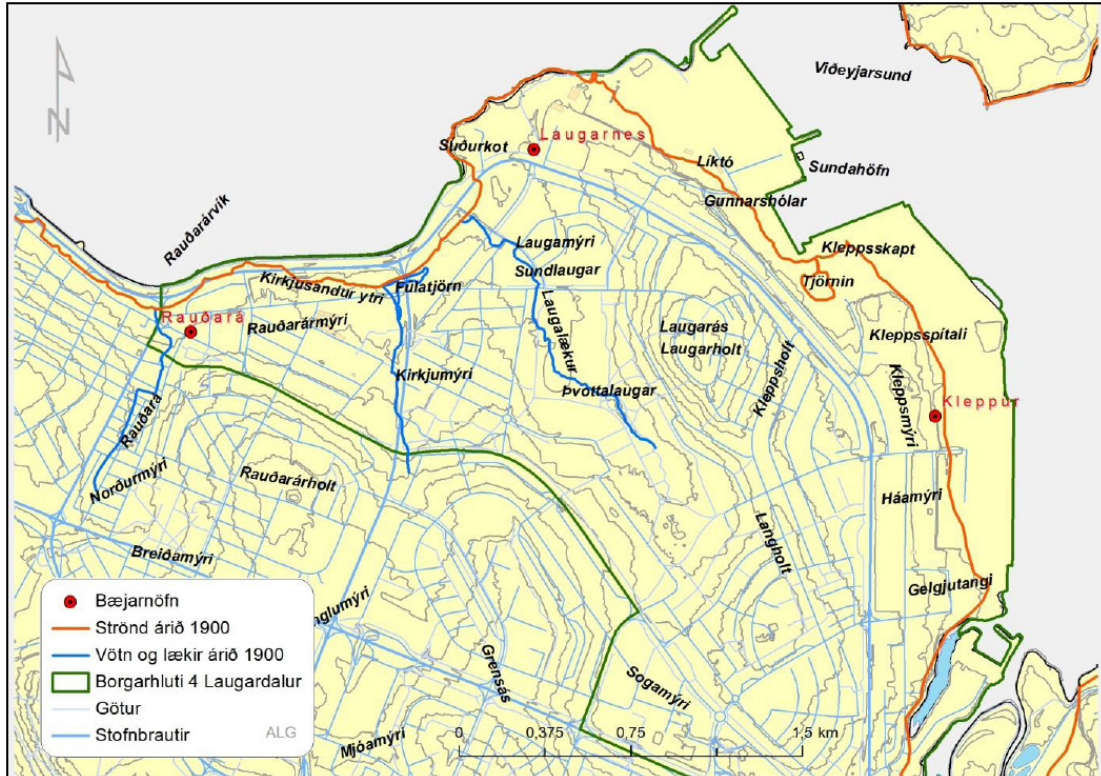 Viðeyjarsund
Laugarnes
Suðurkot
Líktó
Sundahöfn
Gunnarshólar
Rauðarárvík
Laugamýri
Kleppsskapt
Sundlaugar
Kirkjusandur ytri
Fúlatjörn
Tjörnin
Rauðará
Rauðarármýri
Laugalækur
Laugarás
Laugarholt
Kleppsspítali
Kirkjumýri
Þvottalaugar
Kleppsholt
Kleppsmýri
Kleppur
Rauðará
Norðurmýri
Rauðarárholt
Háamýri
Langholt
Breiðamýri
Gelgjutangi
nglumýri
Grensás
Sogamýri
Mjóamýri
N
Bæjarnöfn
Strönd árið 1900
Vötn og lækir árið 1900
Borgarhluti 4 Laugardalur
Götur
Stofnbrautir
ALG
0 0,375 0,75 1,5 km